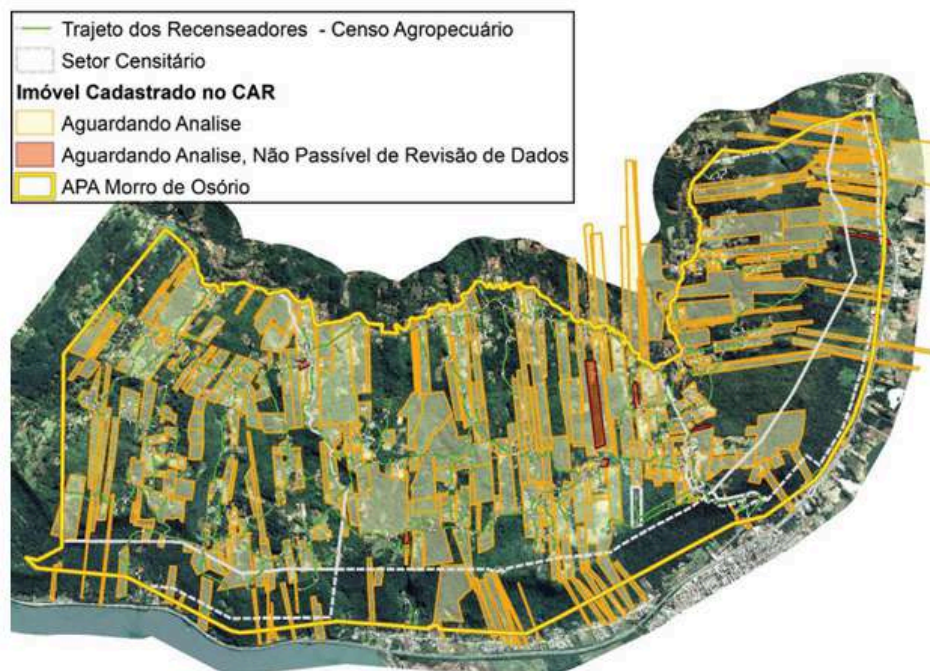 Trajeto dos Recenseadores - Censo Agropecuário
Setor Censitário
Imóvel Cadastrado no CAR
Aguardando Analise
Aguardando Analise, Não Passível de Revisão de Dados
APA Morro de Osório